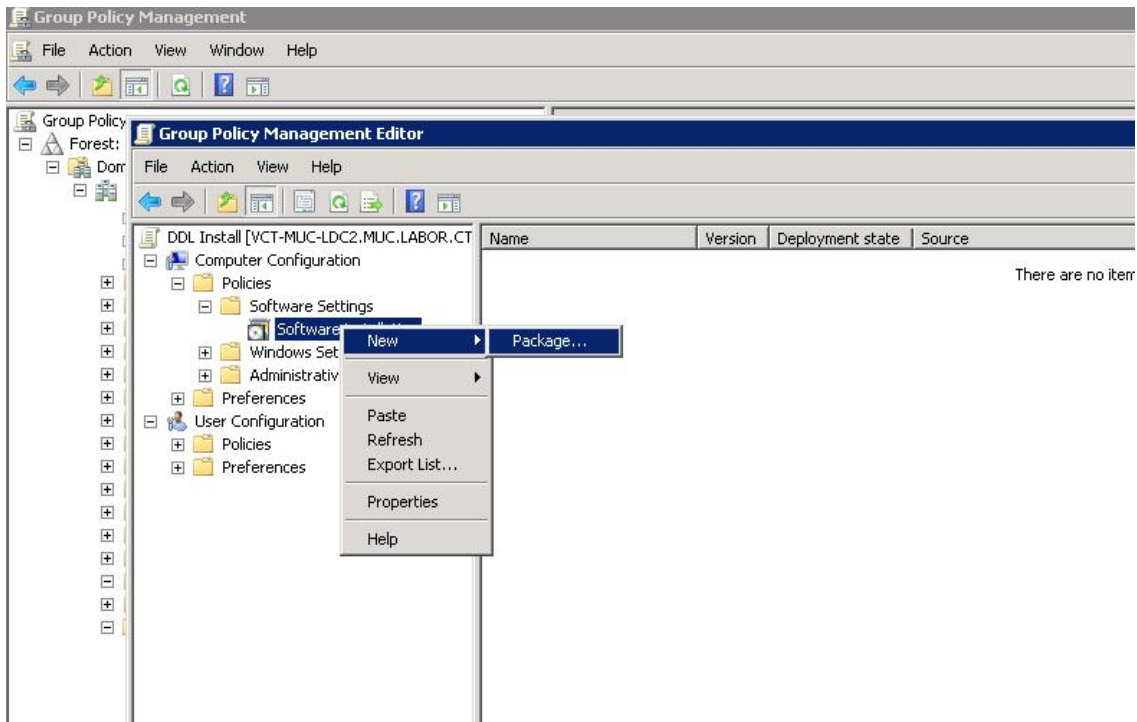 Group Policy Management
File Action View Window Help
Group Policy
Forest:
Group Policy Management Editor
File Action View Help
DDL Install [VCT-MUC-LDC2.MUC.LABOR.CT
Name Version Deployment state Source
Computer Configuration
There are no item
Policies
Software Settings
Software
New Package...
Windows Set
Administrativ
View
Preferences
User Configuration
Paste
Policies
Refresh
Preferences
Export List...
Properties
Help